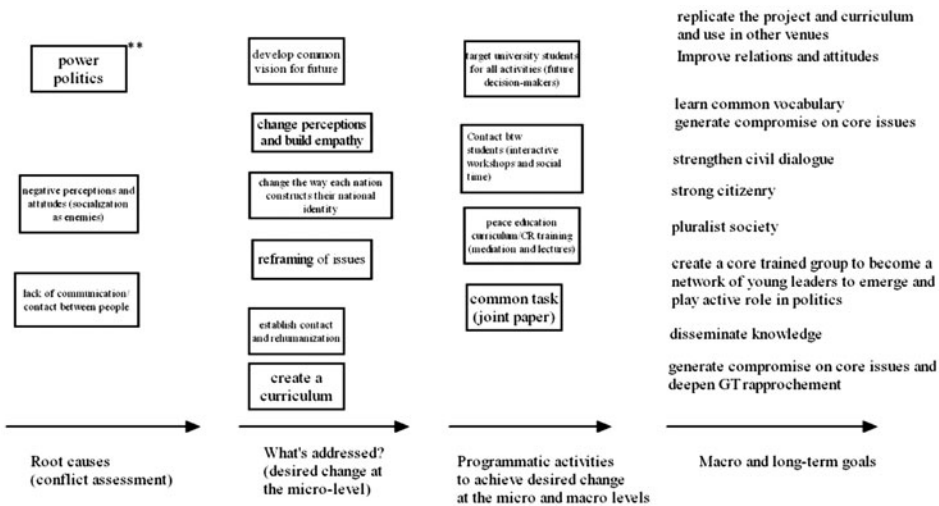 power
politics
**
negative perceptions and
attitudes (socialization
as enemies)
lack of communication/
contact between people
Root causes
(conflict assessment)
develop common
vision for future
change perceptions
and build empathy
change the way each nation
constructs their national
identity
reframing of issues
establish contact
and rehumanization
create a
curriculum
What's addressed?
(desired change at
the micro-level)
target university students
for all activities (future
decision-makers)
Contact btw
students (interactive
workshops and social
time)
peace education
curriculum/CR training
(mediation and lectures)
common task
(joint paper)
Programmatic activities
to achieve desired change
at the micro and macro levels
replicate the project and curriculum
and use in other venues
Improve relations and attitudes
learn common vocabulary
generate compromise on core issues
strengthen civil dialogue
strong citizenry
pluralist society
create a core trained group to become a
network of young leaders to emerge and
play active role in politics
disseminate knowledge
generate compromise on core issues and
deepen GT rapprochement
Macro and long-term goals